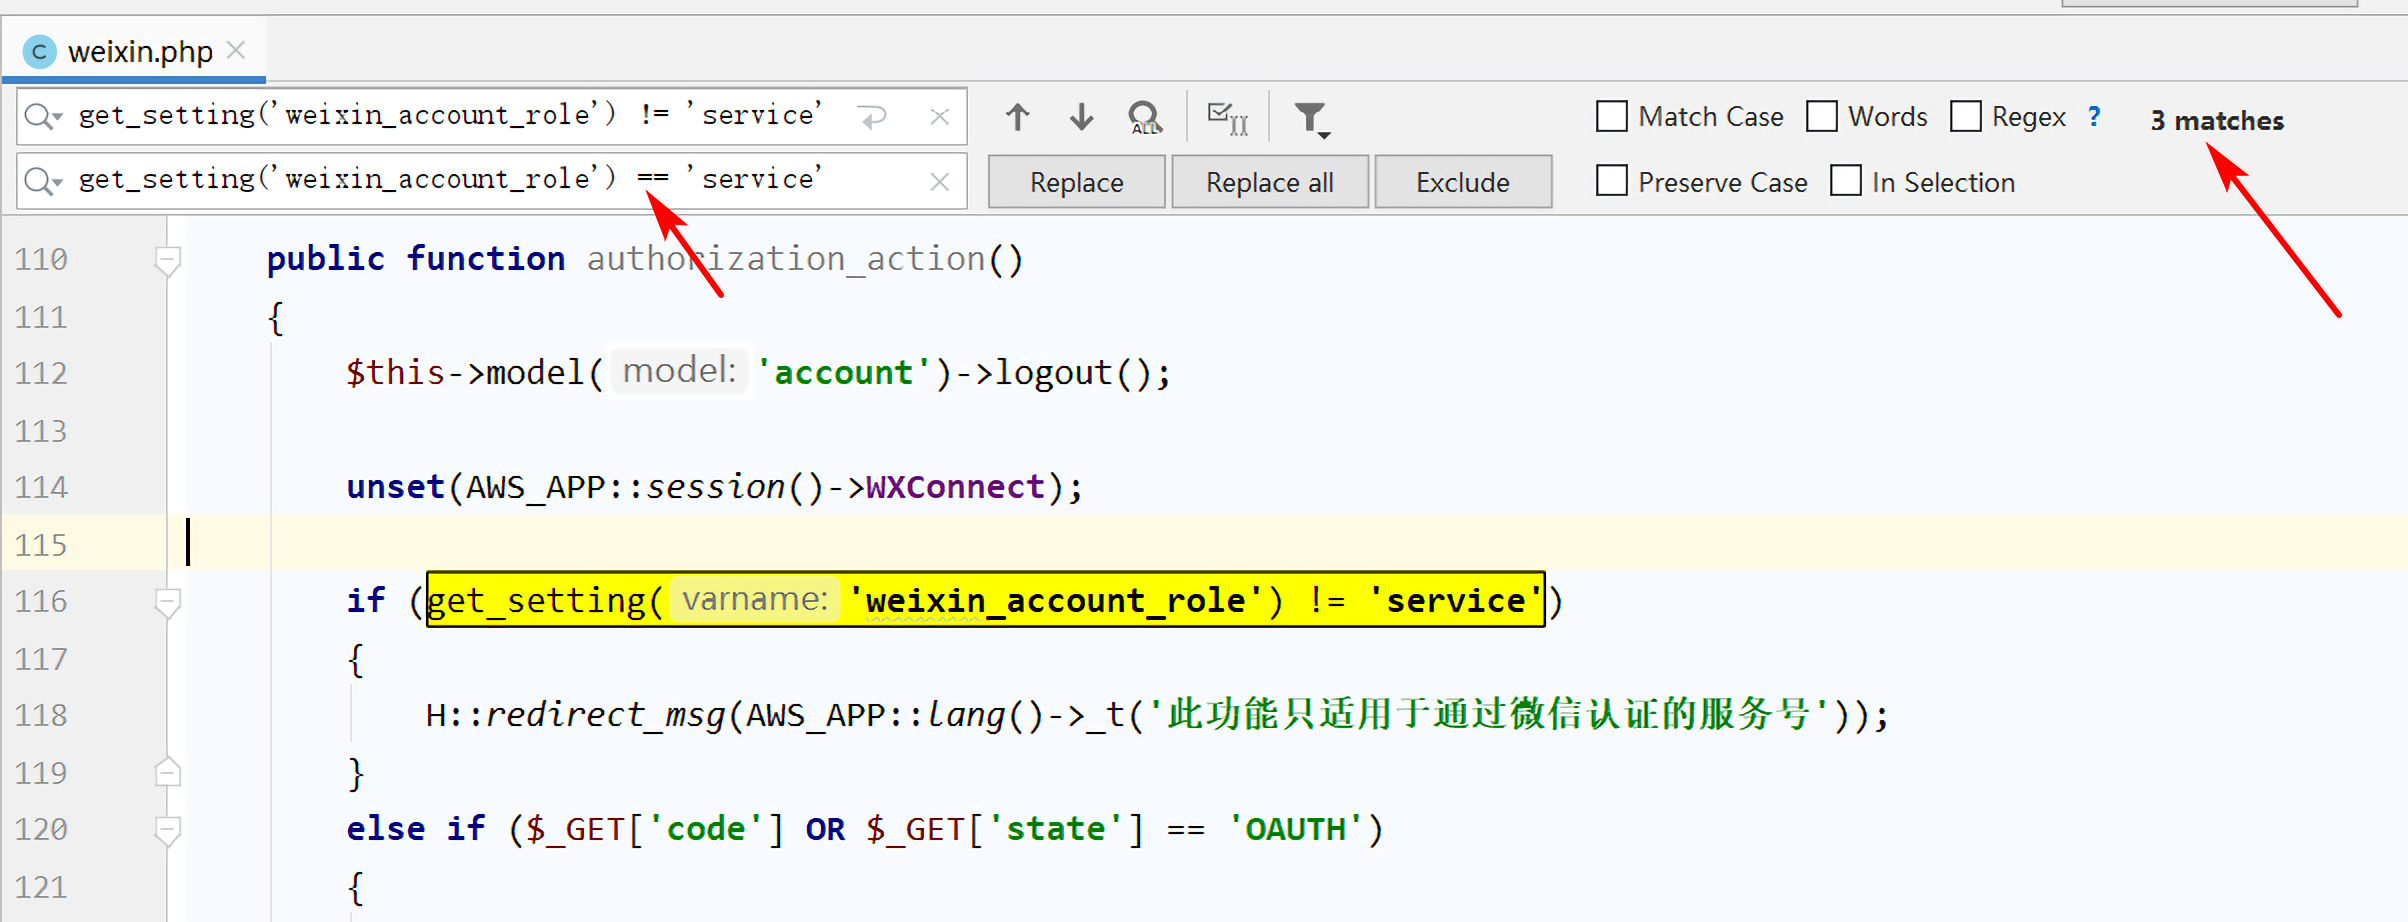 weixin.php
get_setting('weixin_account_role') != 'service'
Match Case Words Regex ? 3 matches
get_setting('weixin_account_role') == 'service'
Replace Replace all Exclude Preserve Case In Selection
110 public function authorization_action()
111 {
112 $this->model( model: 'account')->logout();
113
114 unset(AWS_APP::session()->WXConnect);
115
116 if (get_setting( varname: 'weixin_account_role') != 'service')
117 {
118 H::redirect_msg(AWS_APP::lang()->_t('此功能只适用于通过微信认证的服务号'));
119 }
120 else if ($_GET['code'] OR $_GET['state'] == 'OAUTH')
121 {